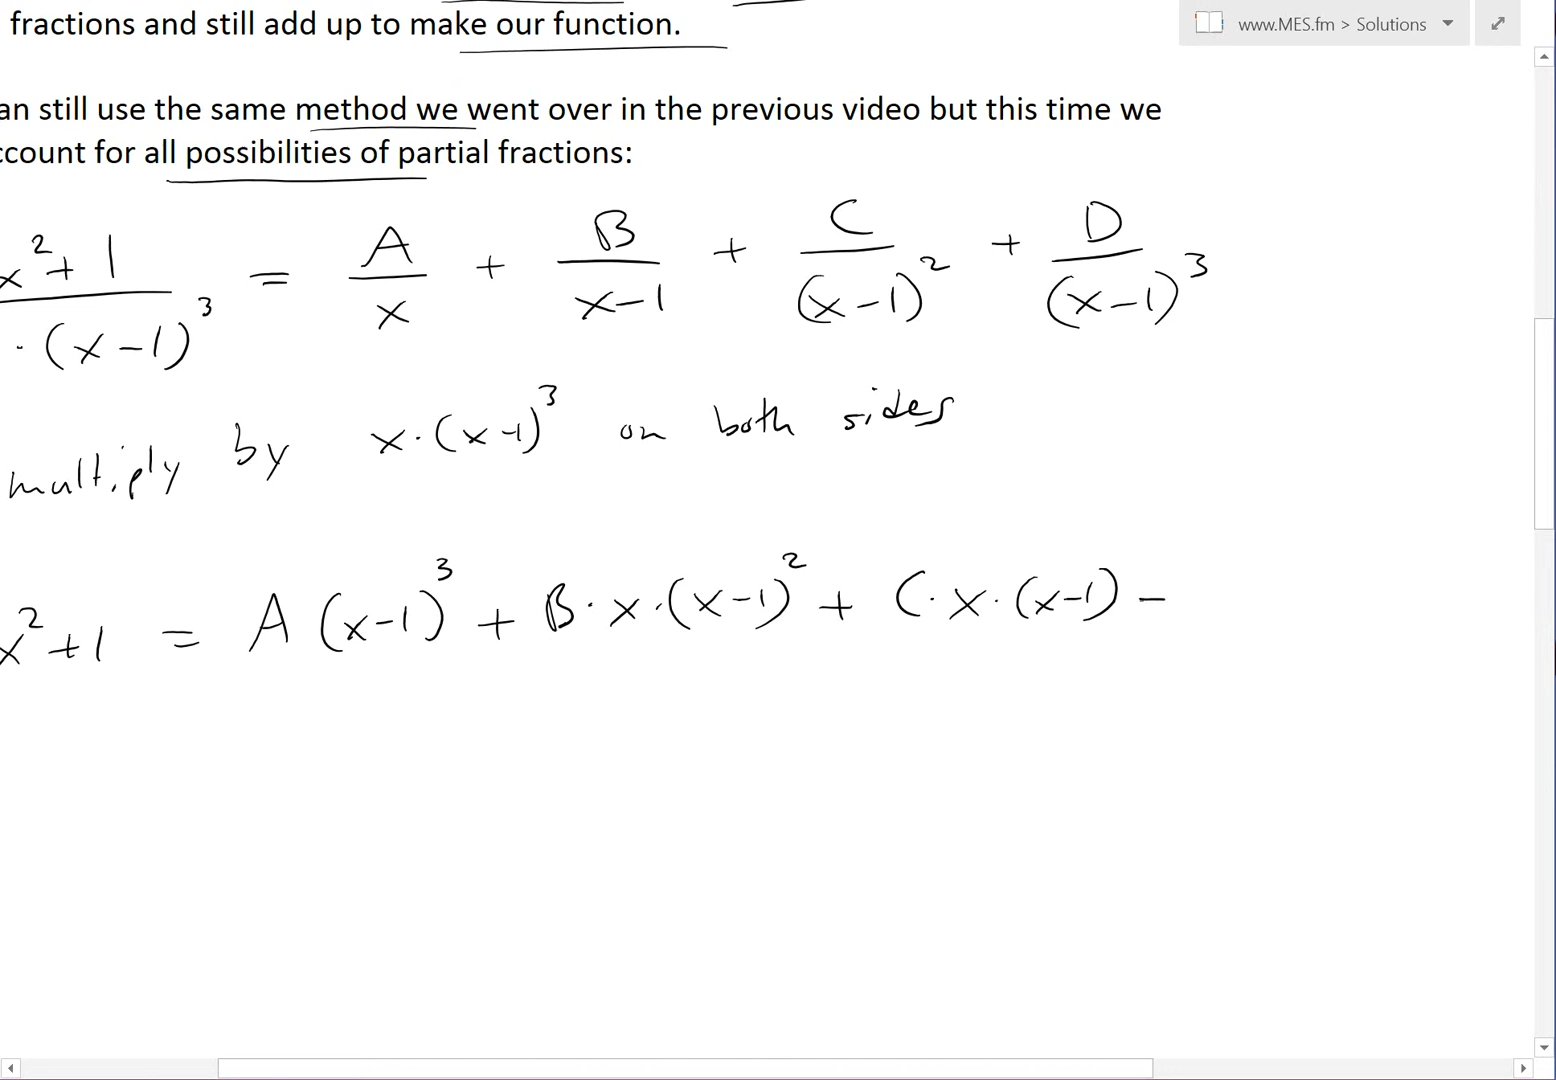 fractions and still add up to make our function.
www.MES.fm > Solutions
an still use the same method we went over in the previous video but this time we
ccount for all possibilities of partial fractions:
x² + 1 / · (x − 1)³ = A / x + B / x − 1 + C / (x − 1)² + D / (x − 1)³
multiply by x · (x − 1)³ on both sides
x² + 1 = A (x − 1)³ + B · x · (x − 1)² + C · x · (x − 1) −